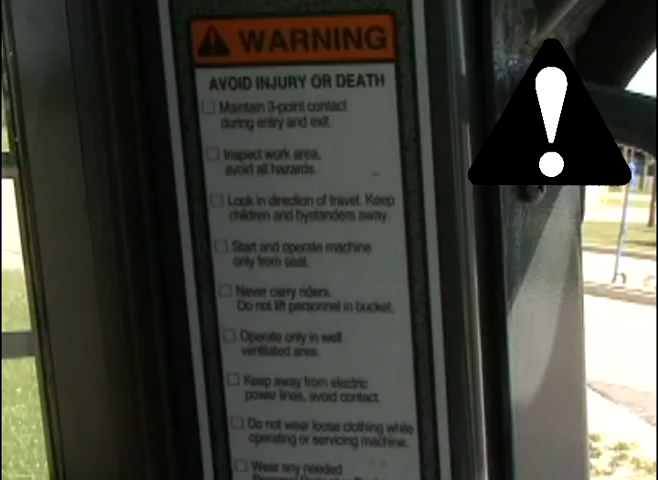 WARNING
AVOID INJURY OR DEATH
Maintain 3-point contact
during entry and exit.
Inspect work area,
avoid all hazards.
Look in direction of travel. Keep
children and bystanders away.
Start and operate machine
only from seat.
Never carry riders.
Do not lift personnel in bucket.
Operate only in well
ventilated area.
Keep away from electric
power lines, avoid contact.
Do not wear loose clothing while
operating or servicing machine.
Wear any needed